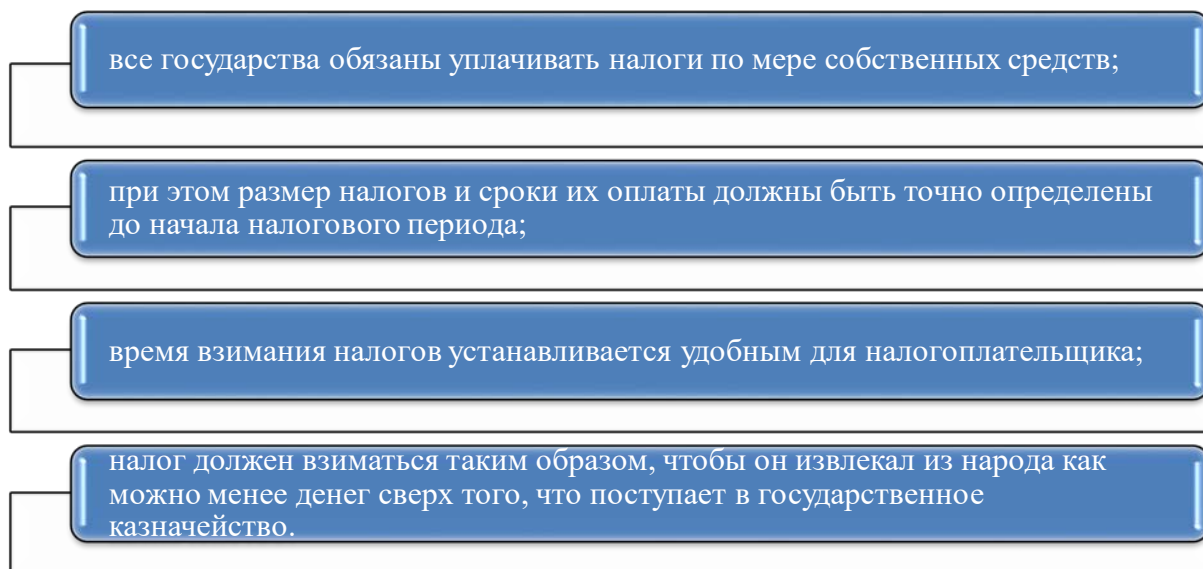 все государства обязаны уплачивать налоги по мере собственных средств;
при этом размер налогов и сроки их оплаты должны быть точно определены
до начала налогового периода;
время взимания налогов устанавливается удобным для налогоплательщика;
налог должен взиматься таким образом, чтобы он извлекал из народа как
можно менее денег сверх того, что поступает в государственное
казначейство.